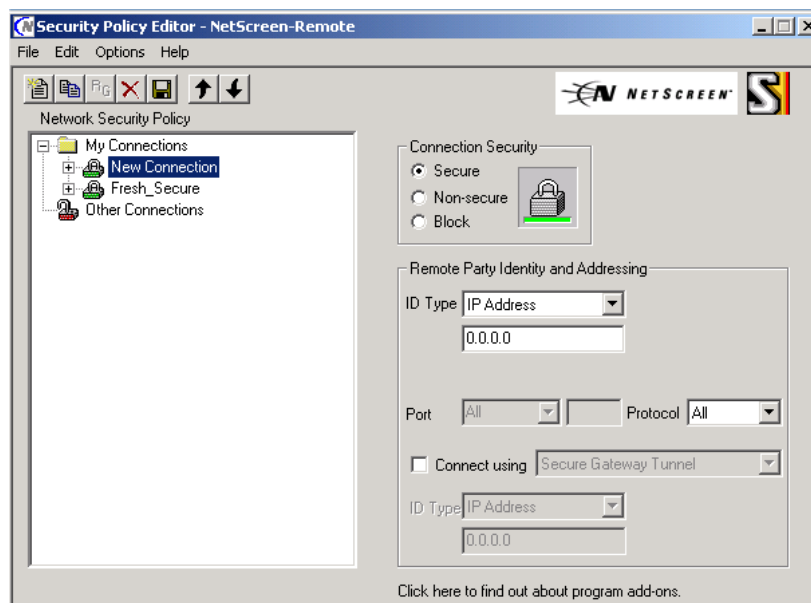 Security Policy Editor - NetScreen-Remote
File Edit Options Help
NETSCREEN
Network Security Policy
My Connections
New Connection
Fresh_Secure
Other Connections
Connection Security
Secure
Non-secure
Block
Remote Party Identity and Addressing
ID Type IP Address
0.0.0.0
Port All Protocol All
Connect using Secure Gateway Tunnel
ID Type IP Address
0.0.0.0
Click here to find out about program add-ons.